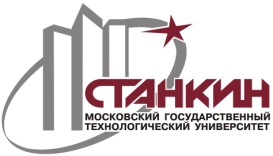 СТАНКИН
МОСКОВСКИЙ ГОСУДАРСТВЕННЫЙ
ТЕХНОЛОГИЧЕСКИЙ УНИВЕРСИТЕТ